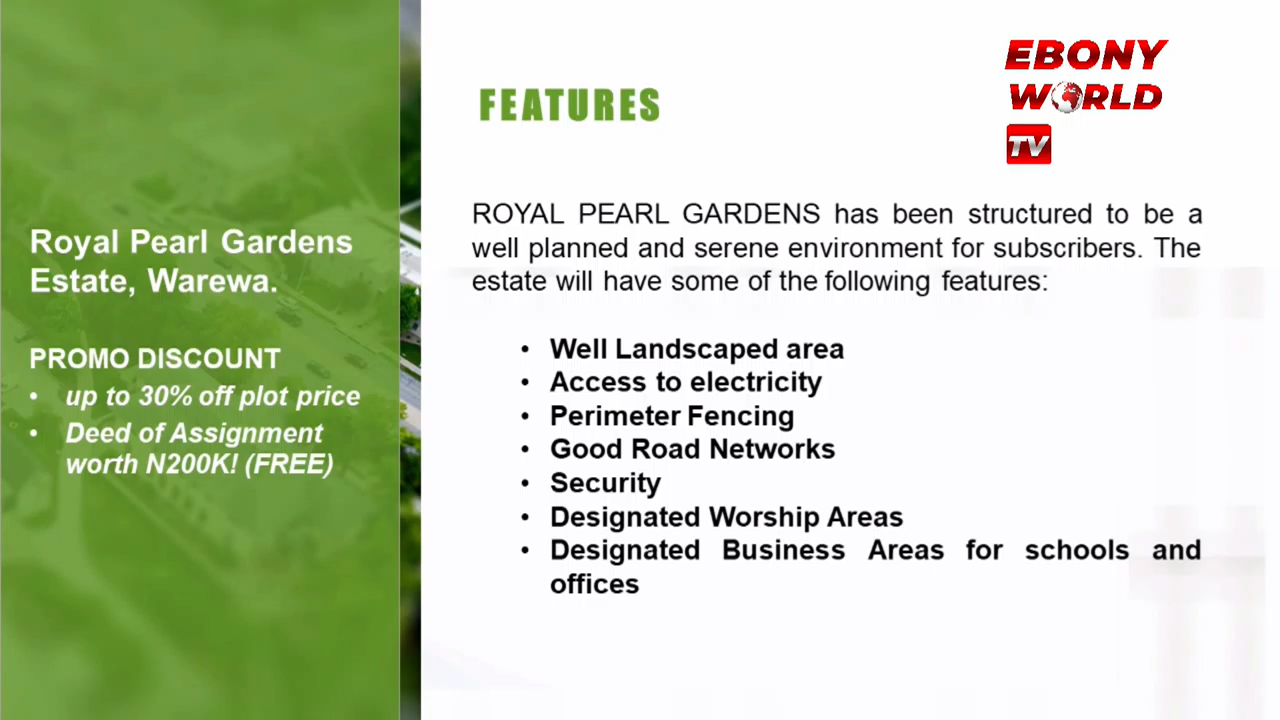 EBONY
WORLD
TV
FEATURES
Royal Pearl Gardens
Estate, Warewa.
PROMO DISCOUNT
• up to 30% off plot price
• Deed of Assignment
worth N200K! (FREE)
ROYAL PEARL GARDENS has been structured to be a
well planned and serene environment for subscribers. The
estate will have some of the following features:
• Well Landscaped area
• Access to electricity
• Perimeter Fencing
• Good Road Networks
• Security
• Designated Worship Areas
• Designated Business Areas for schools and
offices